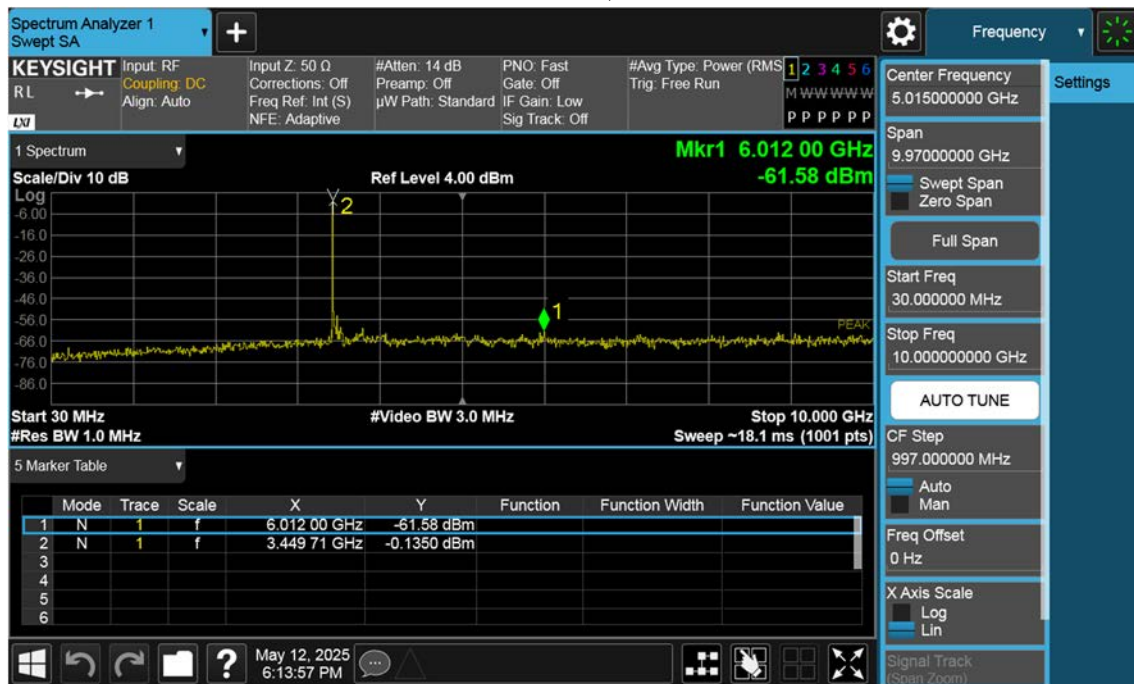 Spectrum Analyzer 1
Swept SA
+
Frequency
KEYSIGHT
RL
LXI
Input: RF
Coupling: DC
Align: Auto
Input Z: 50 Ω
Corrections: Off
Freq Ref: Int (S)
NFE: Adaptive
#Atten: 14 dB
Preamp: Off
µW Path: Standard
PNO: Fast
Gate: Off
IF Gain: Low
Sig Track: Off
#Avg Type: Power (RMS
Trig: Free Run
1 2 3 4 5 6
M W W W W W
P P P P P P
1 Spectrum
Scale/Div 10 dB
Ref Level 4.00 dBm
Mkr1 6.012 00 GHz
-61.58 dBm
Log
-6.00
-16.0
-26.0
-36.0
-46.0
-56.0
-66.0
-76.0
-86.0
2
1
PEAK
Start 30 MHz
#Video BW 3.0 MHz
Stop 10.000 GHz
#Res BW 1.0 MHz
Sweep ~18.1 ms (1001 pts)
5 Marker Table
Mode Trace Scale X Y Function Function Width Function Value
1 N 1 f 6.012 00 GHz -61.58 dBm
2 N 1 f 3.449 71 GHz -0.1350 dBm
3
4
5
6
?
May 12, 2025
6:13:57 PM
Center Frequency
5.015000000 GHz
Span
9.97000000 GHz
Swept Span
Zero Span
Full Span
Start Freq
30.000000 MHz
Stop Freq
10.000000000 GHz
AUTO TUNE
CF Step
997.000000 MHz
Auto
Man
Freq Offset
0 Hz
X Axis Scale
Log
Lin
Signal Track
(Span Zoom)
Settings